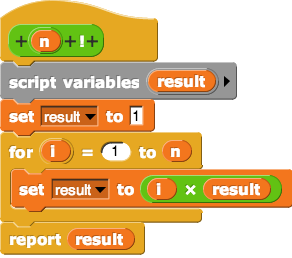 + n + ! +
script variables result
set result to 1
for i = 1 to n
set result to i × result
report result